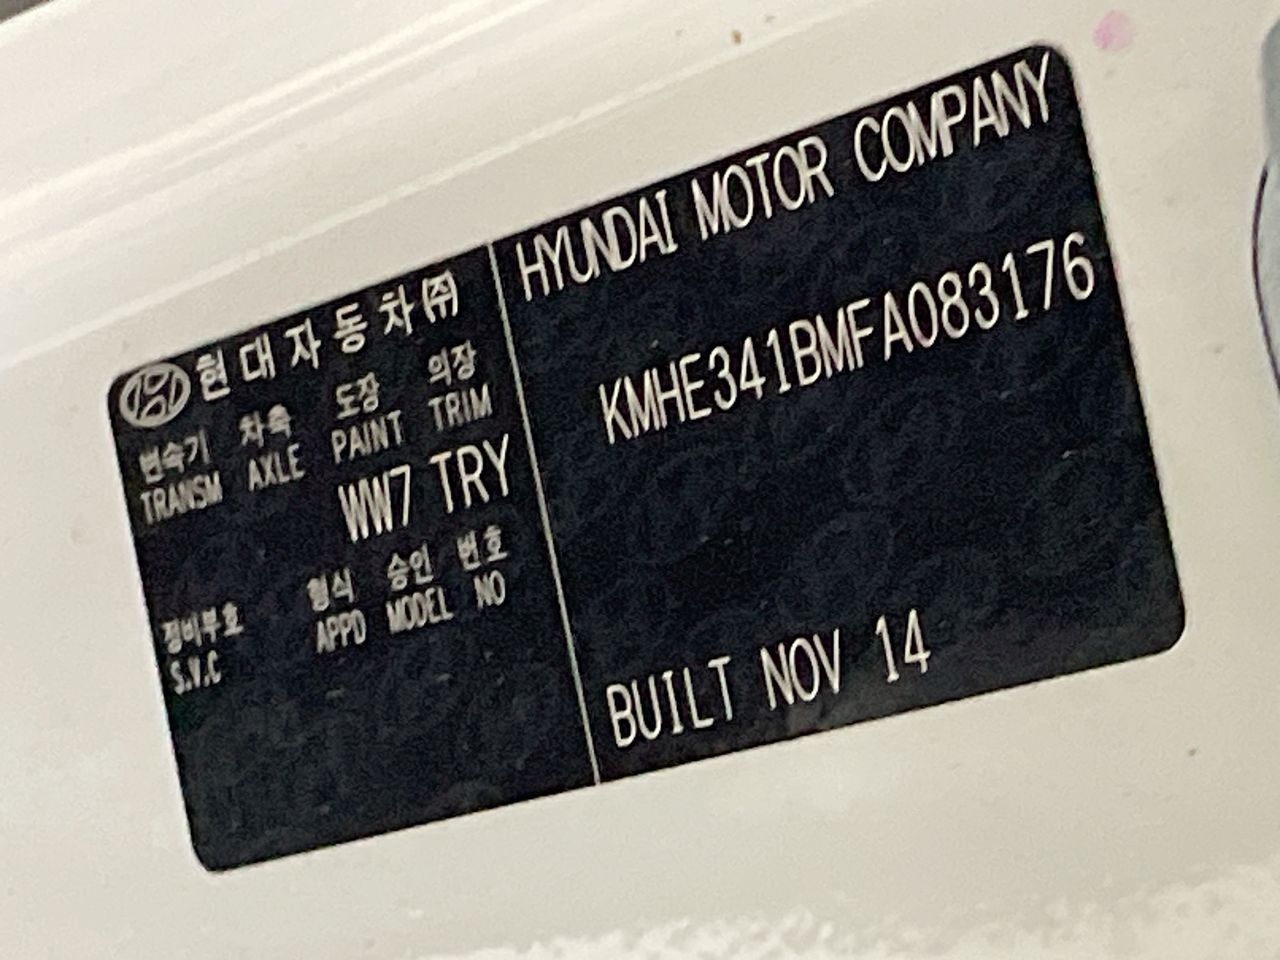 현대자동차㈜
변속기 차축 도장 의장
TRANSM AXLE PAINT TRIM
WW7 TRY
정비부호 형식 승인 번호
S.V.C APPD MODEL NO
HYUNDAI MOTOR COMPANY
KMHE341BMFA083176
BUILT NOV 14